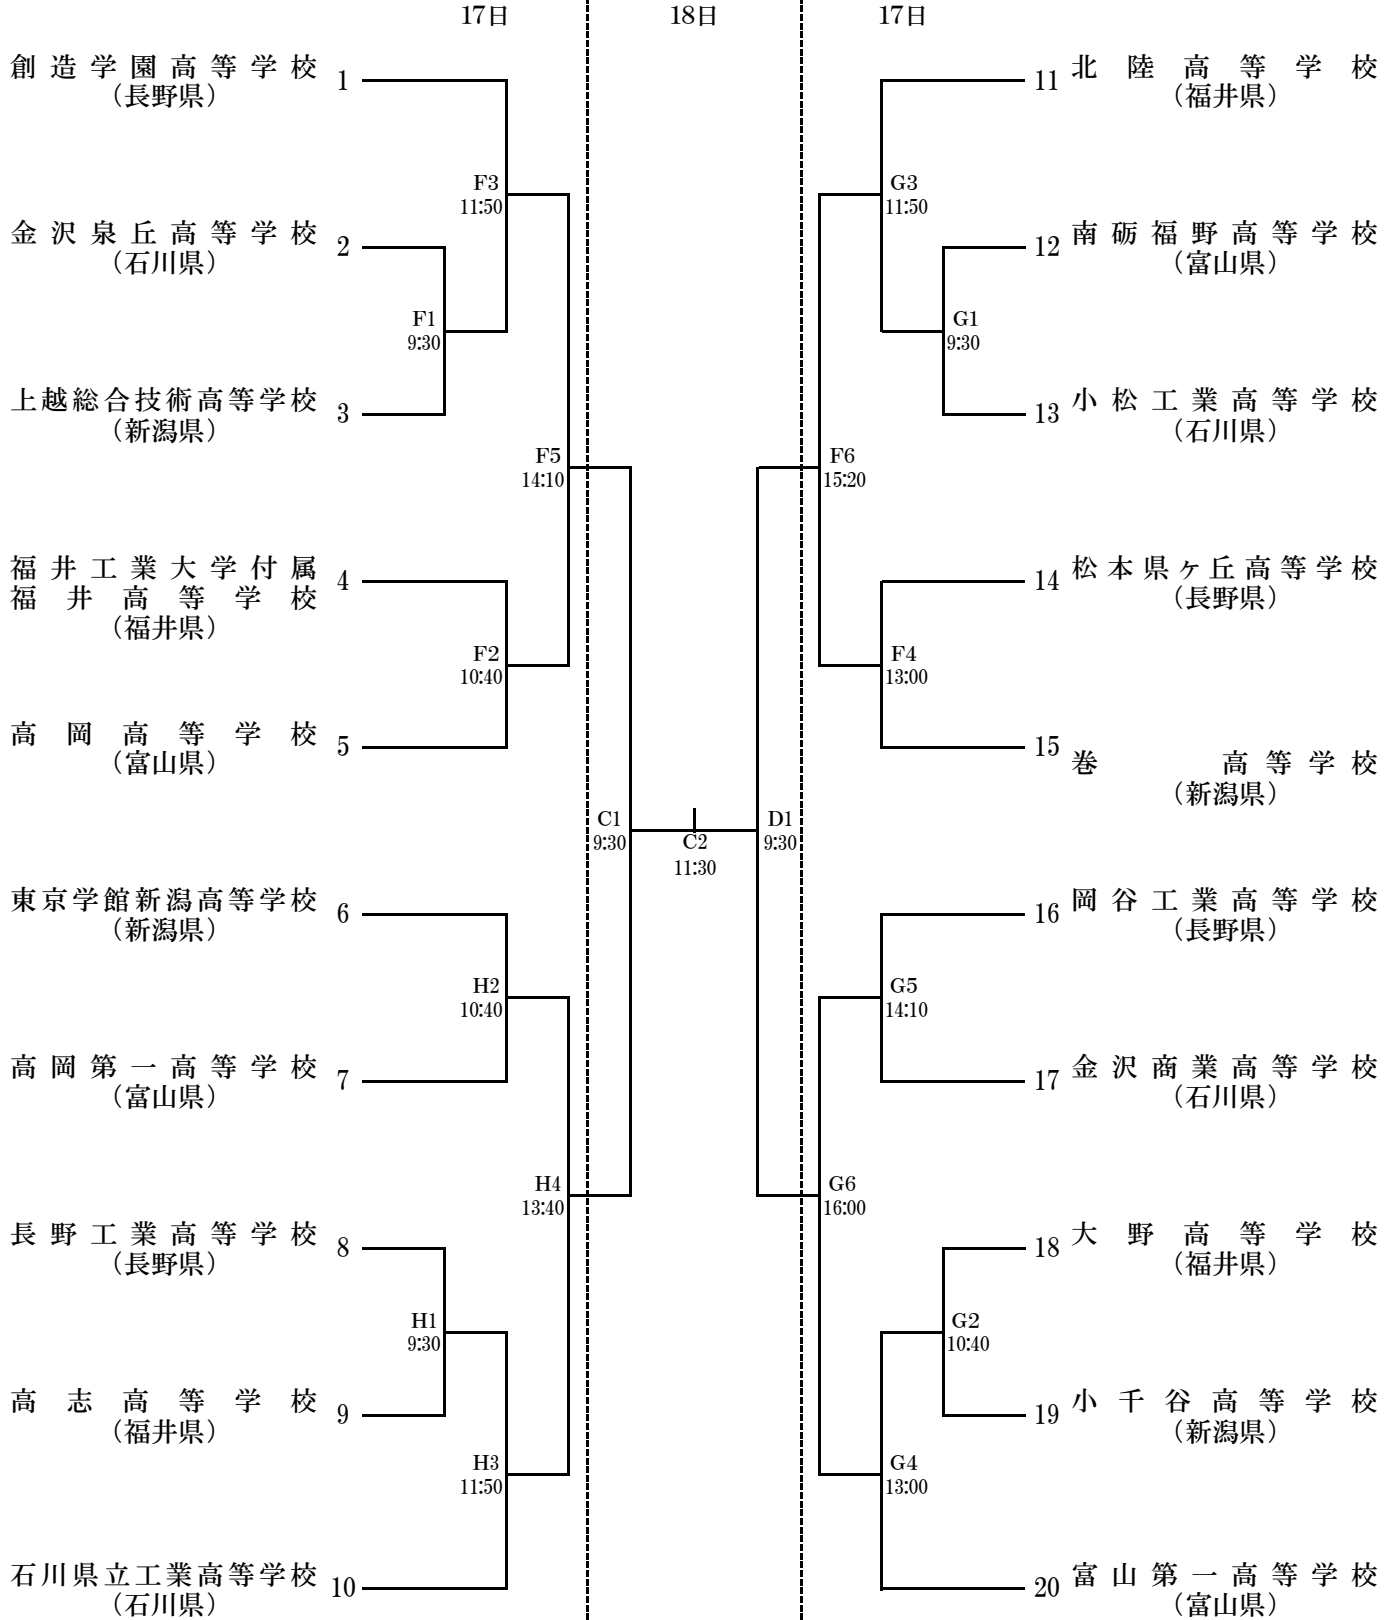 17日
18日
17日
創造学園高等学校
(長野県)
1
金沢泉丘高等学校
(石川県)
2
上越総合技術高等学校
(新潟県)
3
福井工業大学付属
福井高等学校
(福井県)
4
高岡高等学校
(富山県)
5
東京学館新潟高等学校
(新潟県)
6
高岡第一高等学校
(富山県)
7
長野工業高等学校
(長野県)
8
高志高等学校
(福井県)
9
石川県立工業高等学校
(石川県)
10
F3
11:50
F1
9:30
F5
14:10
F2
10:40
H2
10:40
H4
13:40
H1
9:30
H3
11:50
C1
9:30
C2
11:30
D1
9:30
G3
11:50
G1
9:30
F6
15:20
F4
13:00
G5
14:10
G6
16:00
G2
10:40
G4
13:00
11
北陸高等学校
(福井県)
12
南砺福野高等学校
(富山県)
13
小松工業高等学校
(石川県)
14
松本県ヶ丘高等学校
(長野県)
15
巻高等学校
(新潟県)
16
岡谷工業高等学校
(長野県)
17
金沢商業高等学校
(石川県)
18
大野高等学校
(福井県)
19
小千谷高等学校
(新潟県)
20
富山第一高等学校
(富山県)